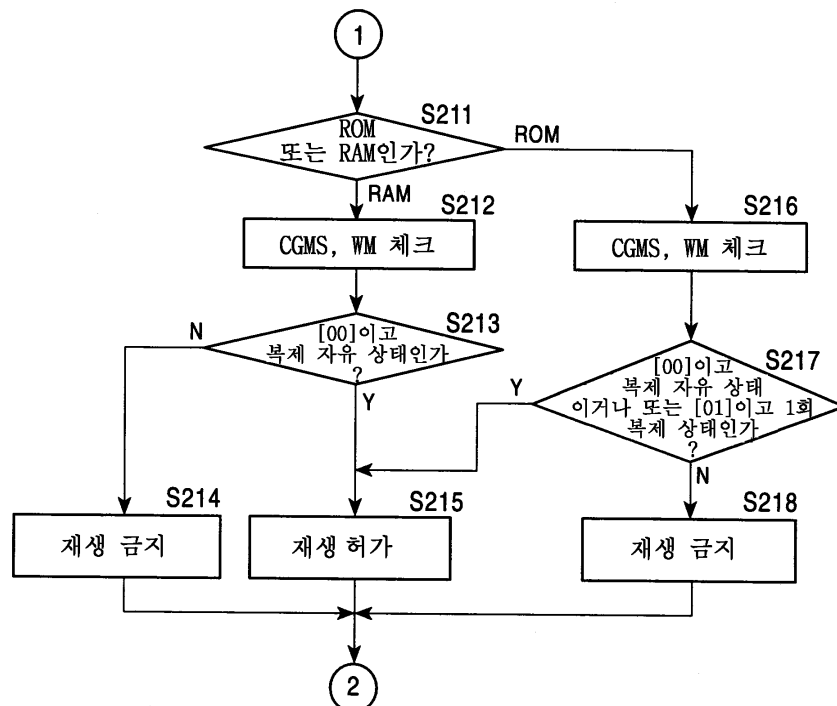 1
S211
ROM
또는 RAM인가?
ROM
RAM
S212
CGMS, WM 체크
S216
CGMS, WM 체크
S213
N
[00]이고
복제 자유 상태인가
?
Y
S217
[00]이고
복제 자유 상태
이거나 또는 [01]이고 1회
복제 상태인가
?
Y
N
S214
재생 금지
S215
재생 허가
S218
재생 금지
2